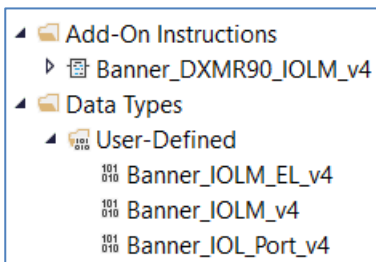 Add-On Instructions
Banner_DXMR90_IOLM_v4
Data Types
User-Defined
Banner_IOLM_EL_v4
Banner_IOLM_v4
Banner_IOL_Port_v4